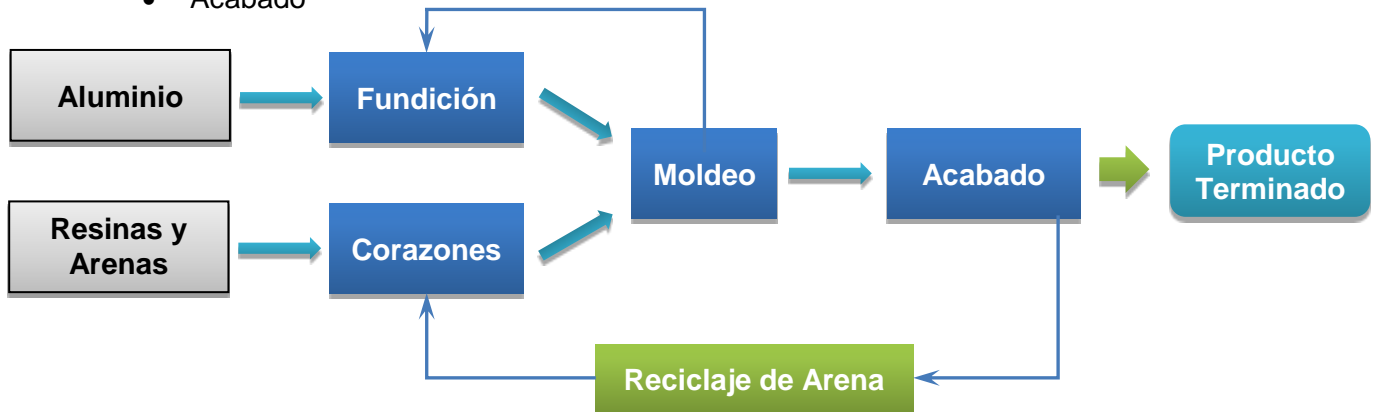 • Acabado
Aluminio
Fundición
Moldeo
Acabado
Producto
Terminado
Resinas y
Arenas
Corazones
Reciclaje de Arena